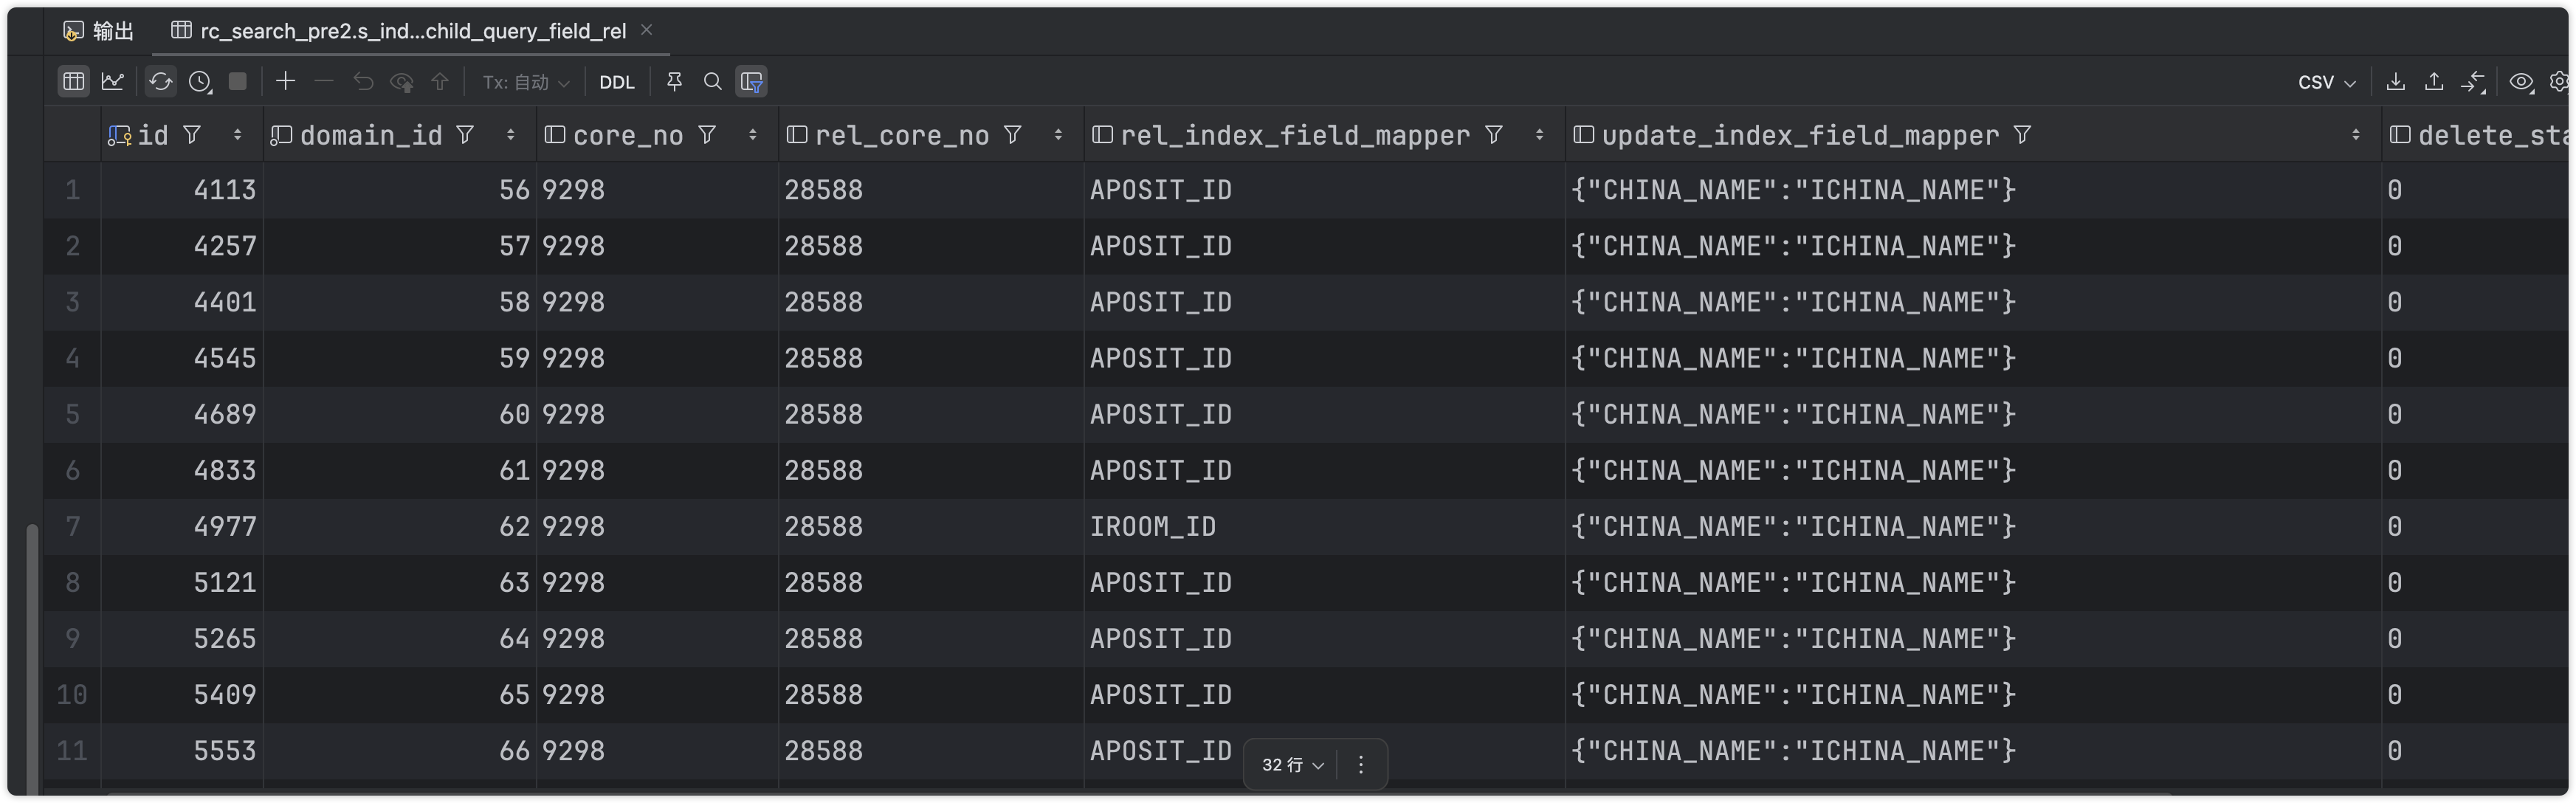 输出 rc_search_pre2.s_ind...child_query_field_rel
Tx: 自动 DDL CSV
id domain_id core_no rel_core_no rel_index_field_mapper update_index_field_mapper delete_sta
1 4113 56 9298 28588 APOSIT_ID {"CHINA_NAME":"ICHINA_NAME"} 0
2 4257 57 9298 28588 APOSIT_ID {"CHINA_NAME":"ICHINA_NAME"} 0
3 4401 58 9298 28588 APOSIT_ID {"CHINA_NAME":"ICHINA_NAME"} 0
4 4545 59 9298 28588 APOSIT_ID {"CHINA_NAME":"ICHINA_NAME"} 0
5 4689 60 9298 28588 APOSIT_ID {"CHINA_NAME":"ICHINA_NAME"} 0
6 4833 61 9298 28588 APOSIT_ID {"CHINA_NAME":"ICHINA_NAME"} 0
7 4977 62 9298 28588 IROOM_ID {"CHINA_NAME":"ICHINA_NAME"} 0
8 5121 63 9298 28588 APOSIT_ID {"CHINA_NAME":"ICHINA_NAME"} 0
9 5265 64 9298 28588 APOSIT_ID {"CHINA_NAME":"ICHINA_NAME"} 0
10 5409 65 9298 28588 APOSIT_ID {"CHINA_NAME":"ICHINA_NAME"} 0
11 5553 66 9298 28588 APOSIT_ID {"CHINA_NAME":"ICHINA_NAME"} 0
32 行